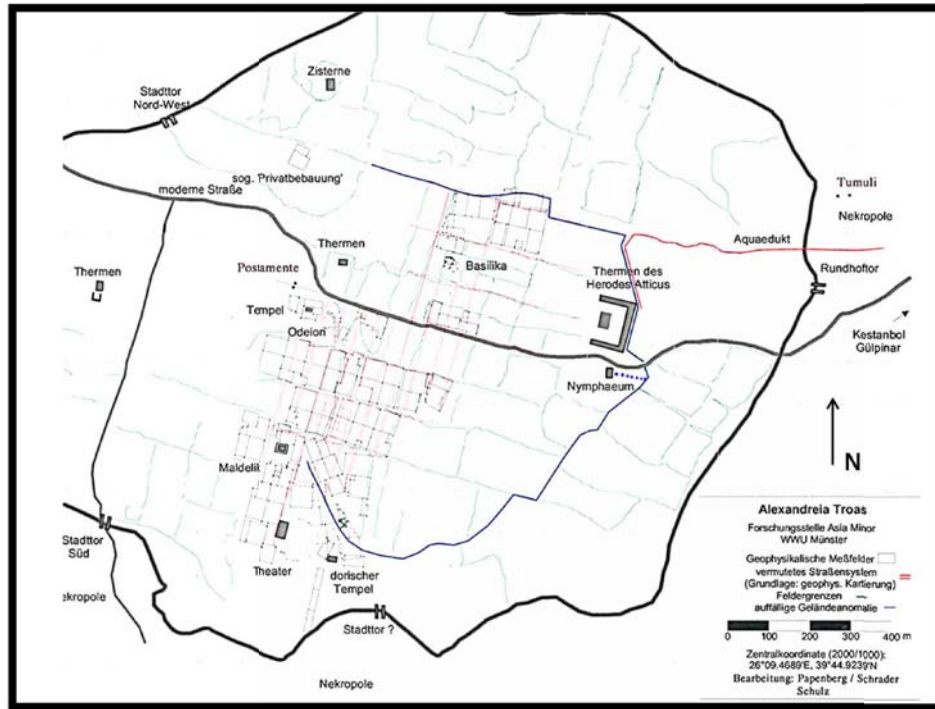 Zisterne
Stadttor
Nord-West
sog. 'Privatbebauung'
moderne Straße
Tumuli
Nekropole
Aquaedukt
Thermen
Basilika
Thermen des
Herodes Atticus
Rundhoftor
Thermen
Postamente
Tempel
Odeion
Kestanbol
Gülpinar
Nymphaeum
N
Maldelik
Stadttor
Süd
Theater
dorischer
Tempel
ekropole
Stadttor ?
Nekropole
Alexandreia Troas
Forschungsstelle Asia Minor
WWU Münster
Geophysikalische Meßfelder
vermutetes Straßensystem
(Grundlage: geophys. Kartierung)
Feldergrenzen
auffällige Geländeanomalie
0 100 200 300 400 m
Zentralkoordinate (2000/1000):
26°09.4689'E, 39°44.9239'N
Bearbeitung: Papenberg / Schrader
Schulz